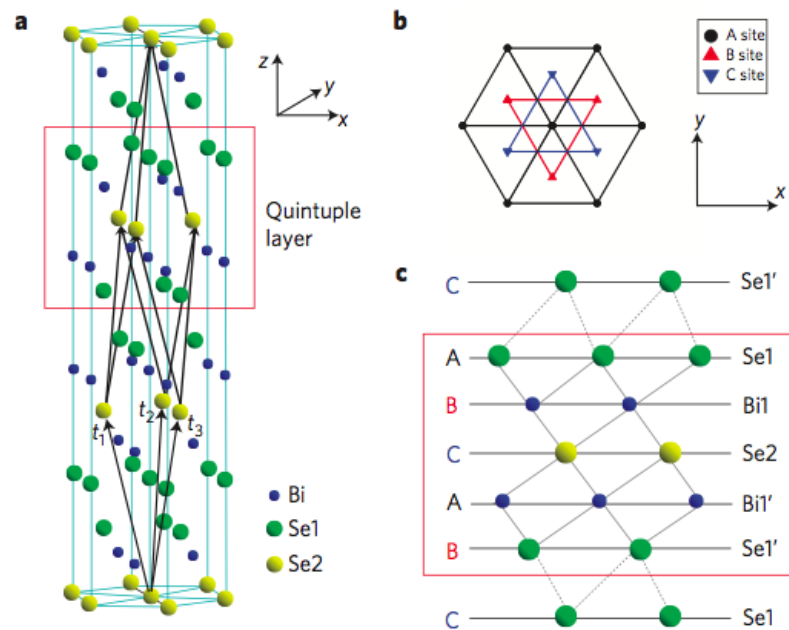 a
z
y
x
Quintuple
layer
t1
t2
t3
Bi
Se1
Se2
b
A site
B site
C site
y
x
c
C Se1′
A Se1
B Bi1
C Se2
A Bi1′
B Se1′
C Se1